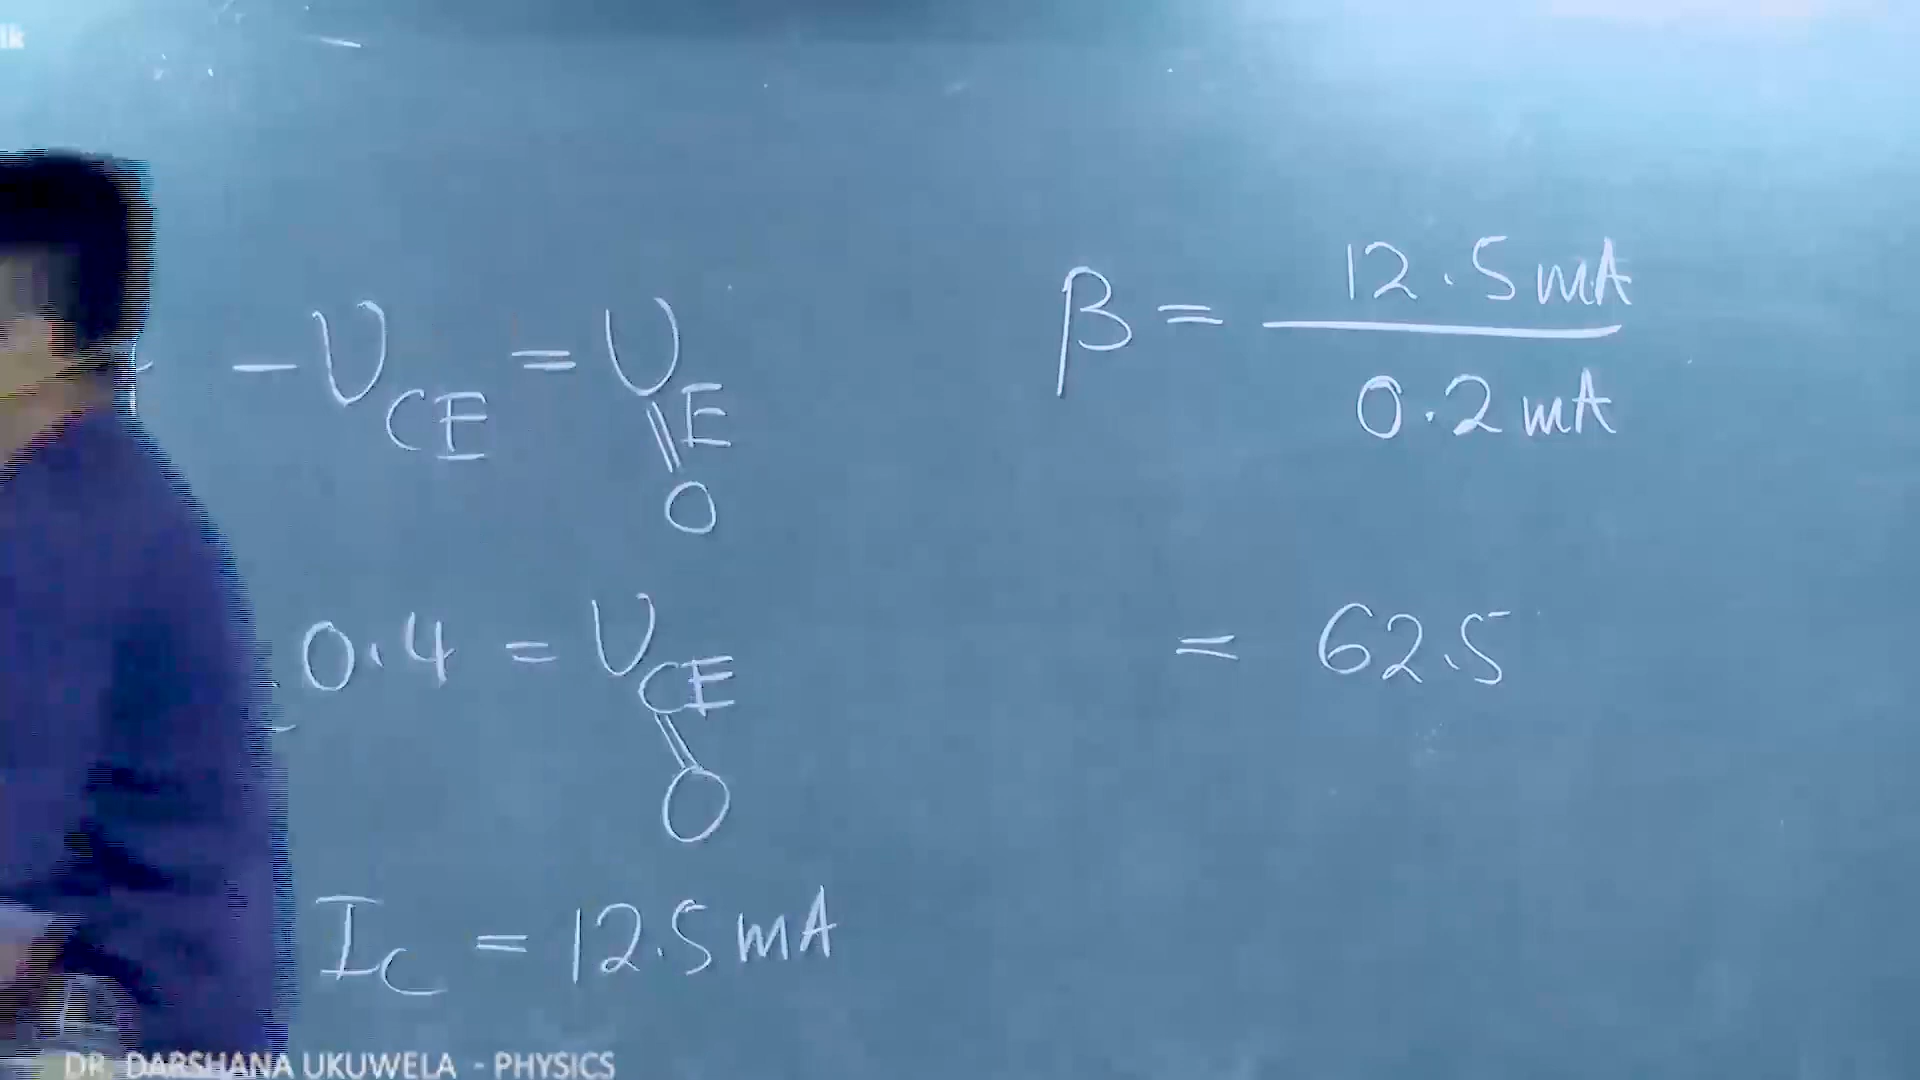 lk
- V_CE = V_E
0
0.4 = V_CE
0
I_C = 12.5 mA
β = 12.5 mA / 0.2 mA
= 62.5
DR. DARSHANA UKUWELA - PHYSICS